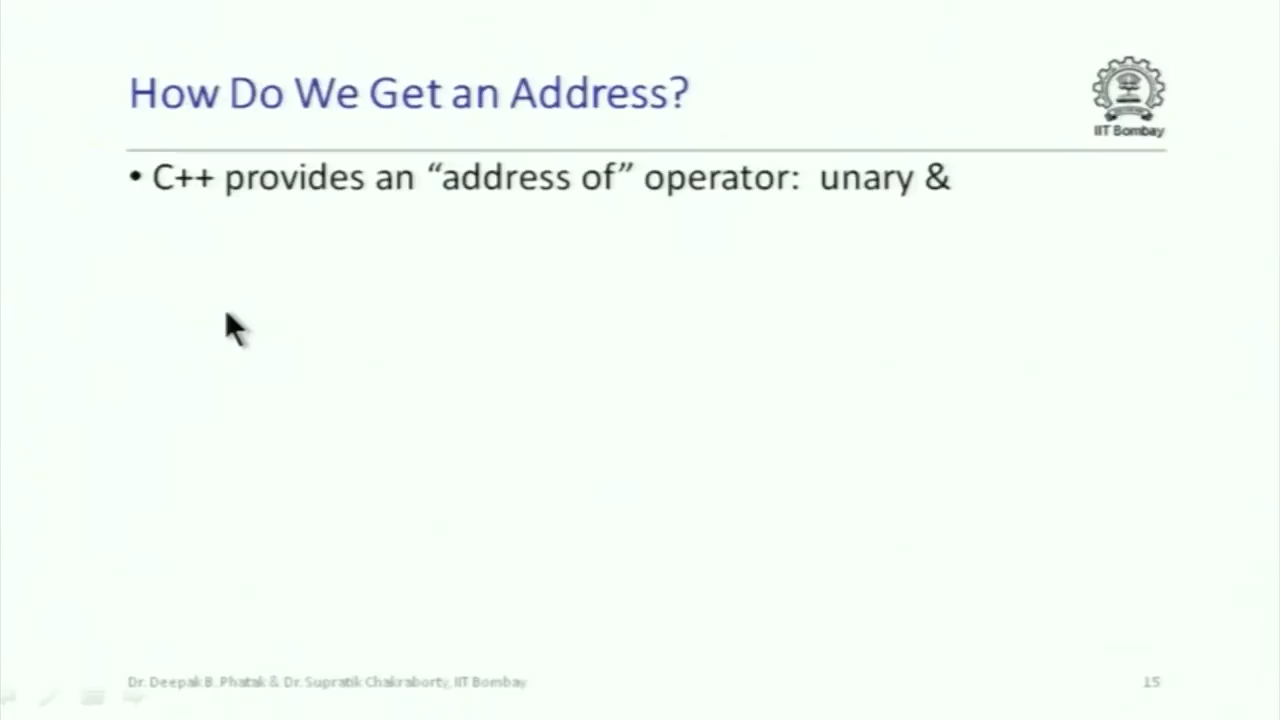 How Do We Get an Address?
IIT Bombay
• C++ provides an “address of” operator:  unary &
Dr. Deepak B. Phatak & Dr. Supratik Chakraborty, IIT Bombay
15